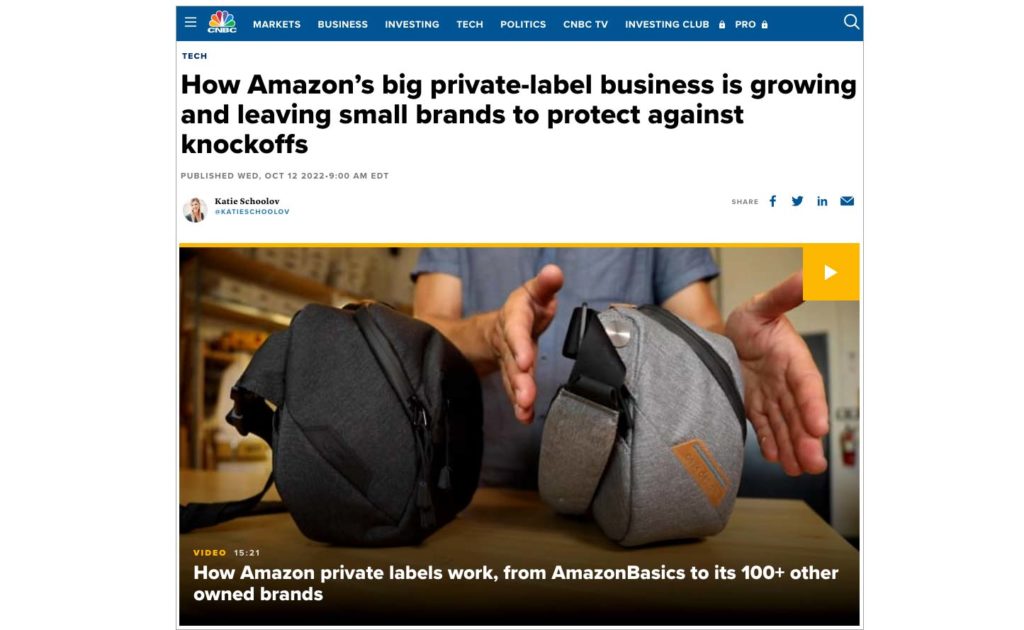 CNBC
MARKETS BUSINESS INVESTING TECH POLITICS CNBC TV INVESTING CLUB PRO
TECH
How Amazon’s big private-label business is growing
and leaving small brands to protect against
knockoffs
PUBLISHED WED, OCT 12 2022•9:00 AM EDT
Katie Schoolov
@KATIESCHOOLOV
SHARE
VIDEO 15:21
How Amazon private labels work, from AmazonBasics to its 100+ other
owned brands